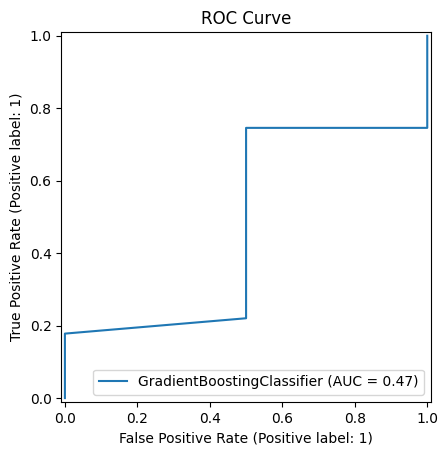 ROC Curve
1.0
0.8
0.6
0.4
0.2
0.0
True Positive Rate (Positive label: 1)
GradientBoostingClassifier (AUC = 0.47)
0.0 0.2 0.4 0.6 0.8 1.0
False Positive Rate (Positive label: 1)